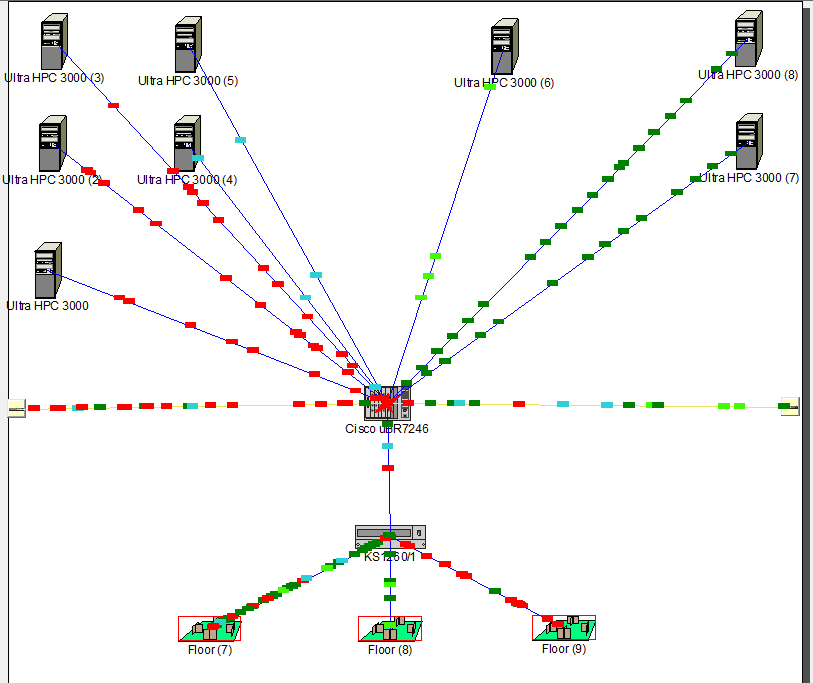 Ultra HPC 3000 (3)
Ultra HPC 3000 (5)
Ultra HPC 3000 (6)
Ultra HPC 3000 (8)
Ultra HPC 3000 (2)
Ultra HPC 3000 (4)
Ultra HPC 3000 (7)
Ultra HPC 3000
Cisco uBR7246
KS1260/1
Floor (7)
Floor (8)
Floor (9)